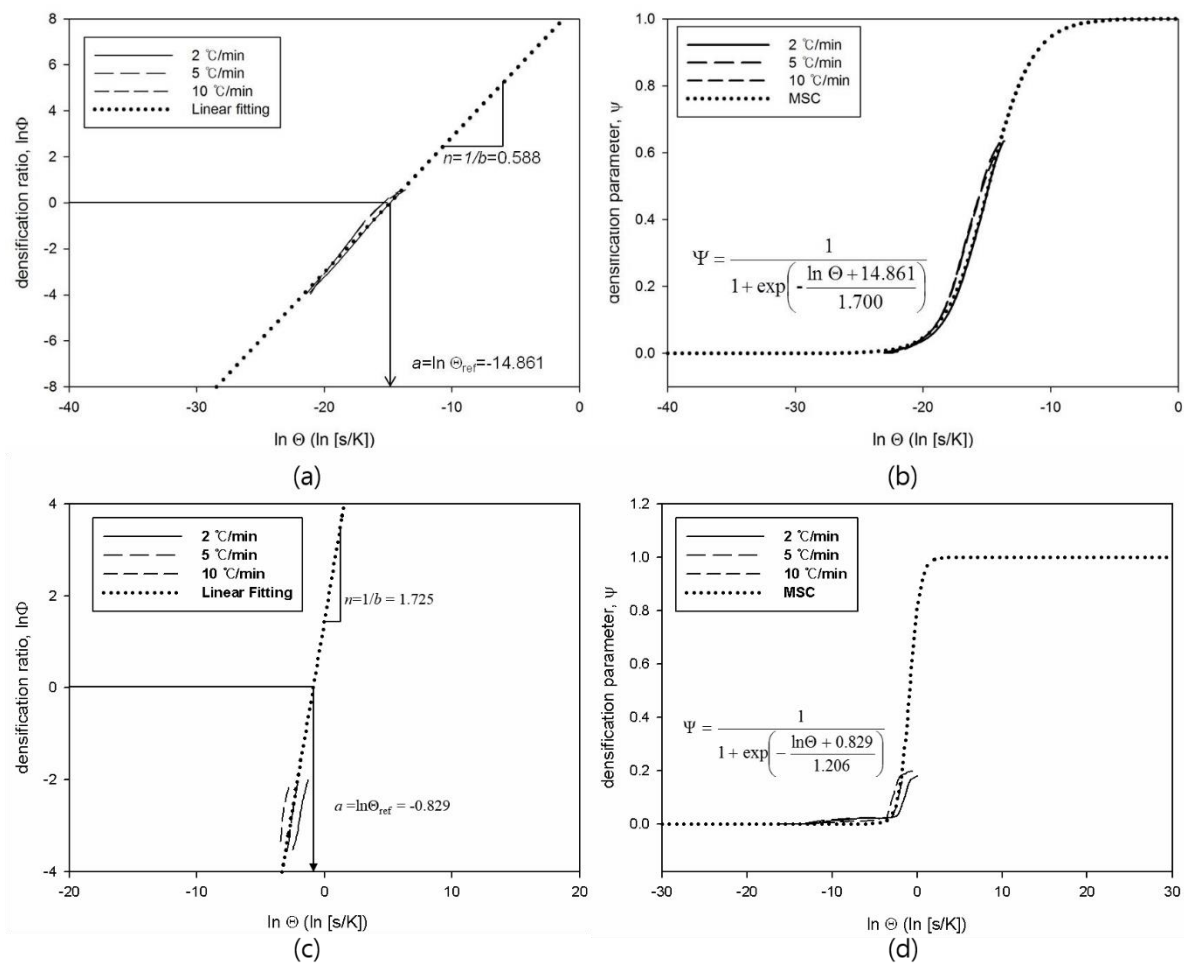 densification ratio, lnΦ
8
6
4
2
0
-2
-4
-6
-8
2 ℃/min
5 ℃/min
10 ℃/min
Linear fitting
n=1/b=0.588
a=ln Θref=-14.861
-40
-30
-20
-10
0
ln Θ (ln [s/K])
(a)
densification parameter, ψ
1.0
0.8
0.6
0.4
0.2
0.0
2 ℃/min
5 ℃/min
10 ℃/min
MSC
Ψ = 1 / (1 + exp(-(ln Θ + 14.861)/1.700))
-40
-30
-20
-10
0
ln Θ (ln [s/K])
(b)
densification ratio, lnΦ
4
2
0
-2
-4
2 ℃/min
5 ℃/min
10 ℃/min
Linear Fitting
n=1/b = 1.725
a =lnΘref = -0.829
-20
-10
0
10
20
ln Θ (ln [s/K])
(c)
densification parameter, ψ
1.2
1.0
0.8
0.6
0.4
0.2
0.0
2 ℃/min
5 ℃/min
10 ℃/min
MSC
Ψ = 1 / (1 + exp(-(lnΘ + 0.829)/1.206))
-30
-20
-10
0
10
20
30
ln Θ (ln [s/K])
(d)